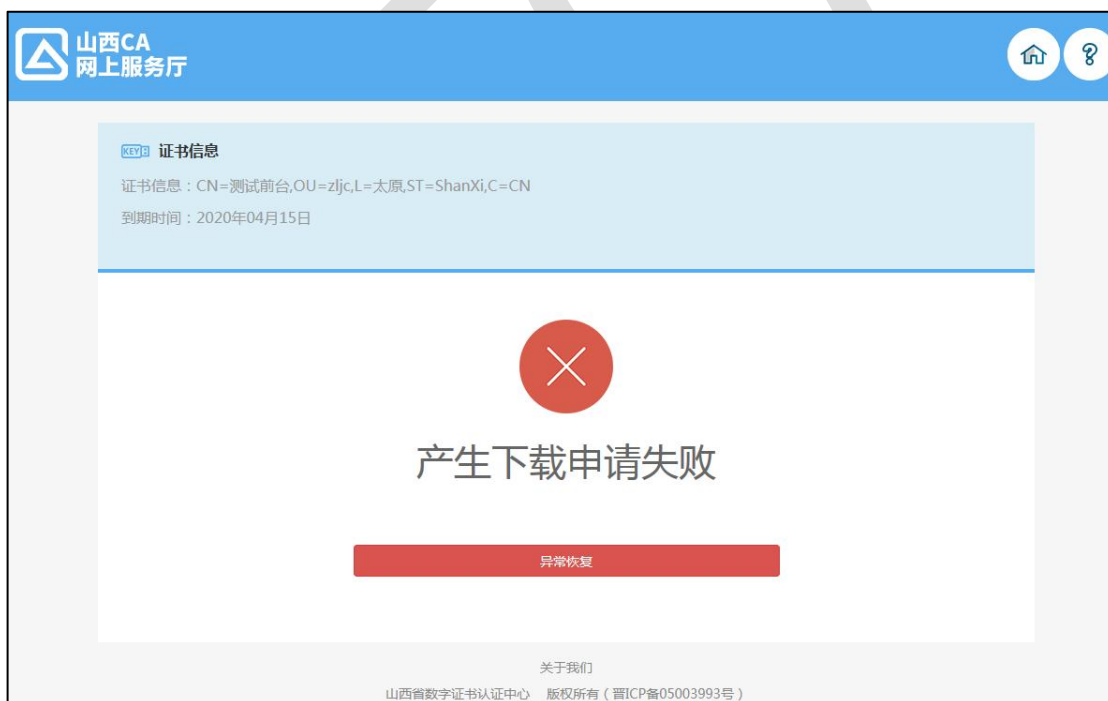 山西CA
网上服务厅
?
KEY 证书信息
证书信息：CN=测试前台,OU=zljc,L=太原,ST=ShanXi,C=CN
到期时间：2020年04月15日
产生下载申请失败
异常恢复
关于我们
山西省数字证书认证中心 版权所有（晋ICP备05003993号）